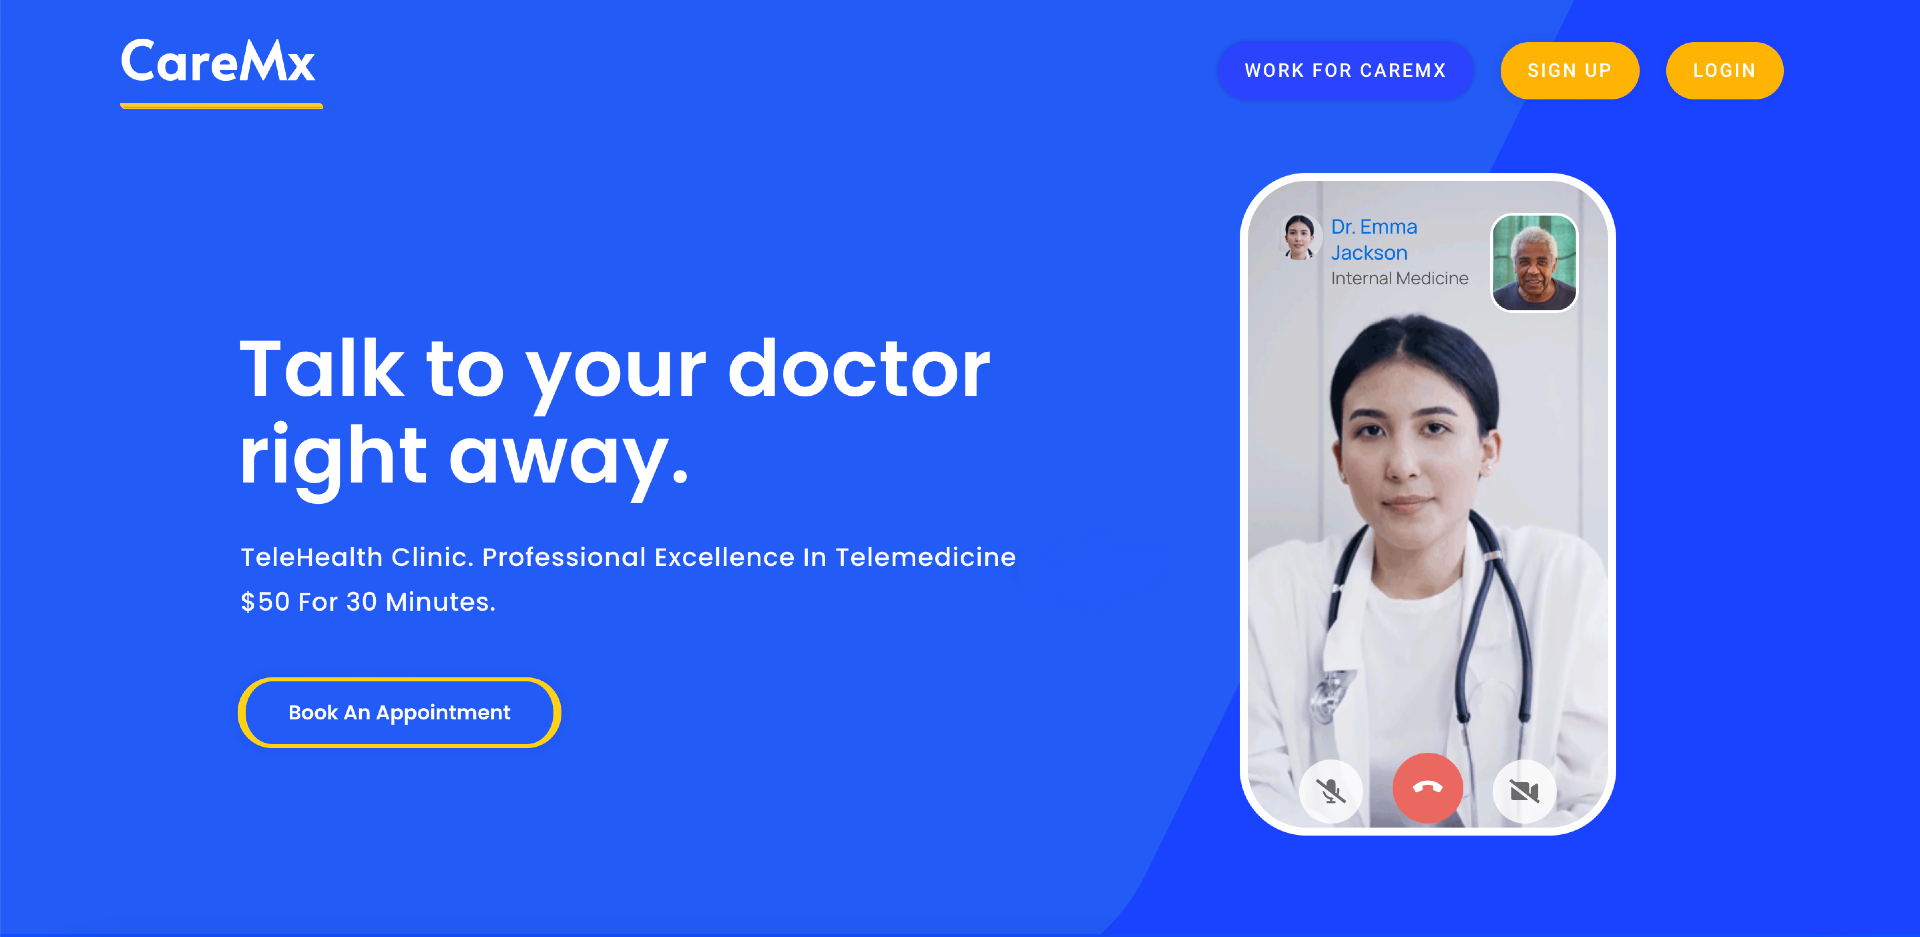 CareMx
WORK FOR CAREMX
SIGN UP
LOGIN
Talk to your doctor
right away.
TeleHealth Clinic. Professional Excellence In Telemedicine
$50 For 30 Minutes.
Book An Appointment
Dr. Emma
Jackson
Internal Medicine